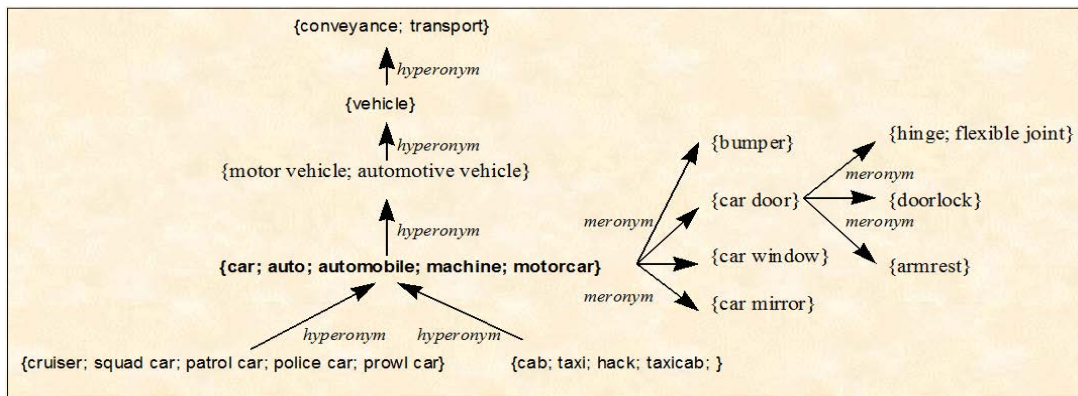 {conveyance; transport}
hyperonym
{vehicle}
hyperonym
{motor vehicle; automotive vehicle}
hyperonym
{car; auto; automobile; machine; motorcar}
hyperonym
hyperonym
{cruiser; squad car; patrol car; police car; prowl car}
{cab; taxi; hack; taxicab; }
meronym
meronym
{bumper}
{car door}
{car window}
{car mirror}
meronym
meronym
{hinge; flexible joint}
{doorlock}
{armrest}